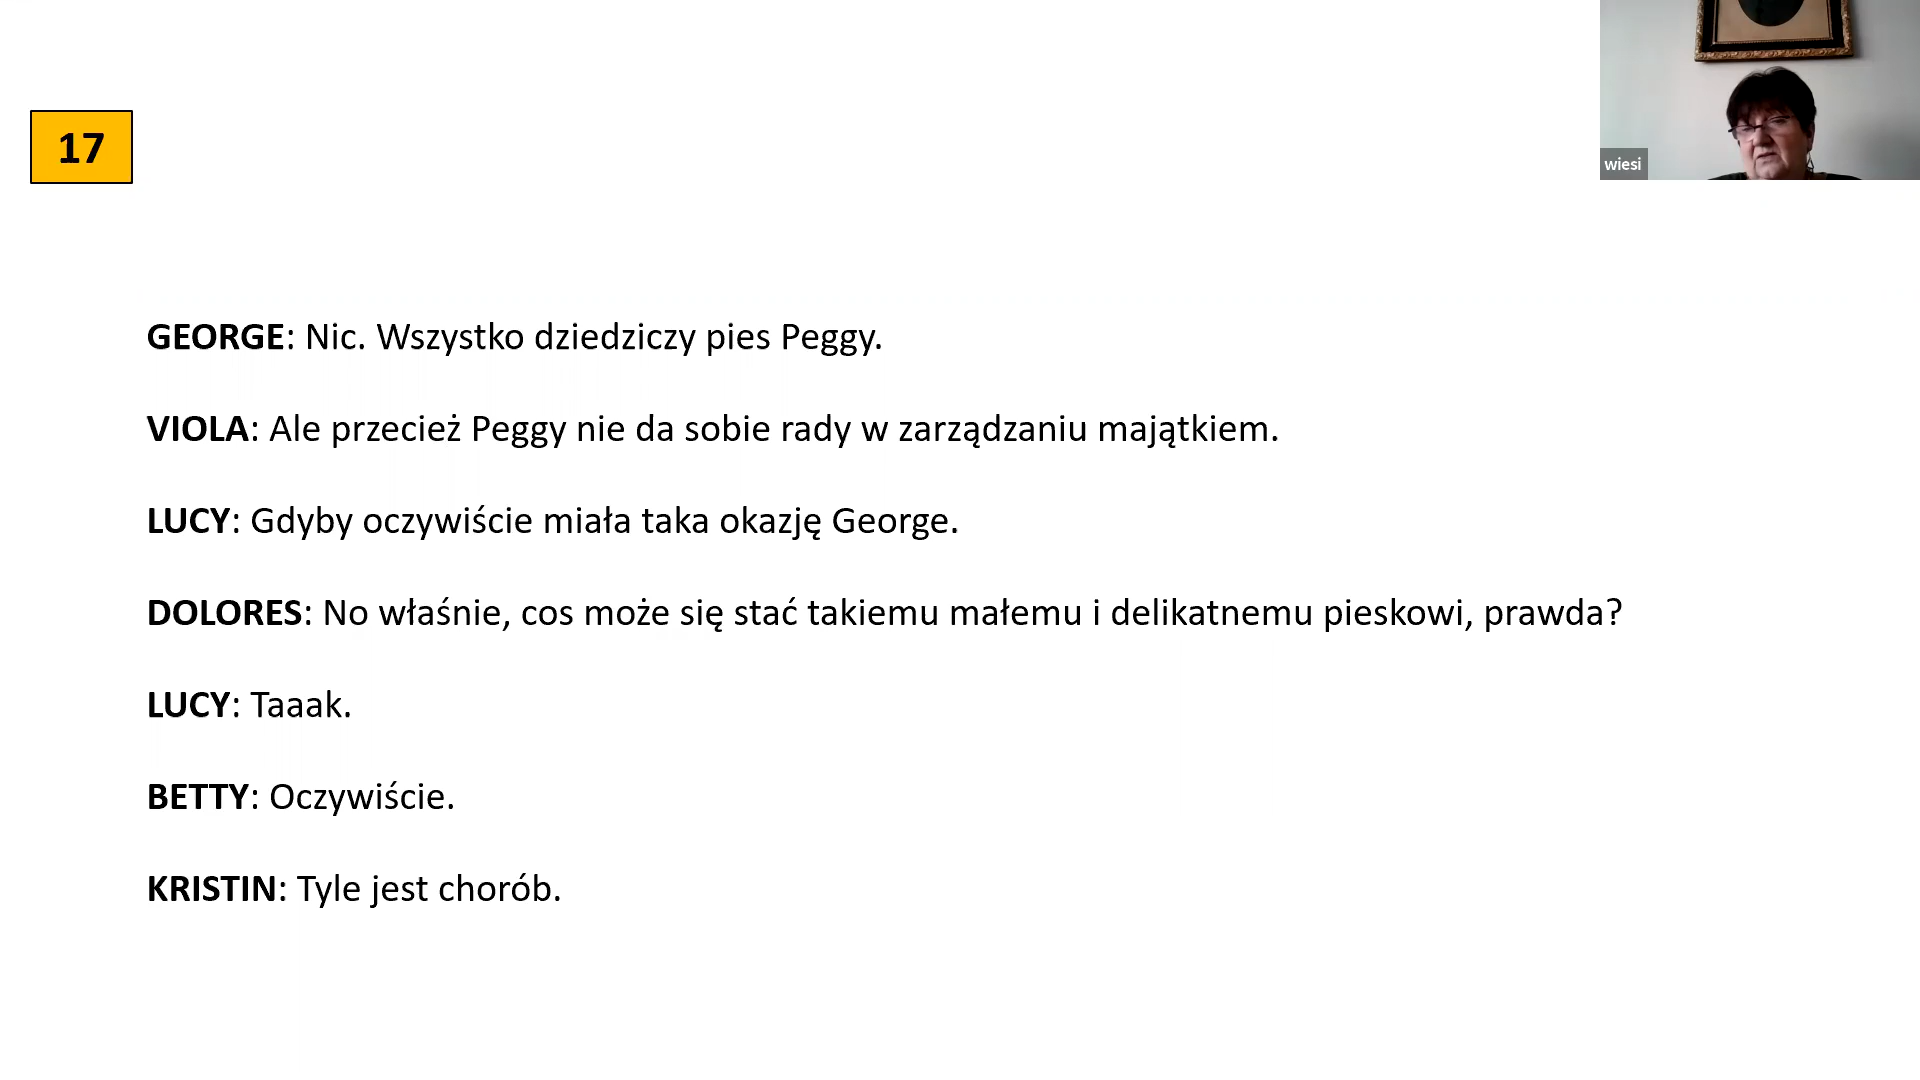 17
wiesi
GEORGE: Nic. Wszystko dziedziczy pies Peggy.
VIOLA: Ale przecież Peggy nie da sobie rady w zarządzaniu majątkiem.
LUCY: Gdyby oczywiście miała taka okazję George.
DOLORES: No właśnie, cos może się stać takiemu małemu i delikatnemu pieskowi, prawda?
LUCY: Taaak.
BETTY: Oczywiście.
KRISTIN: Tyle jest chorób.